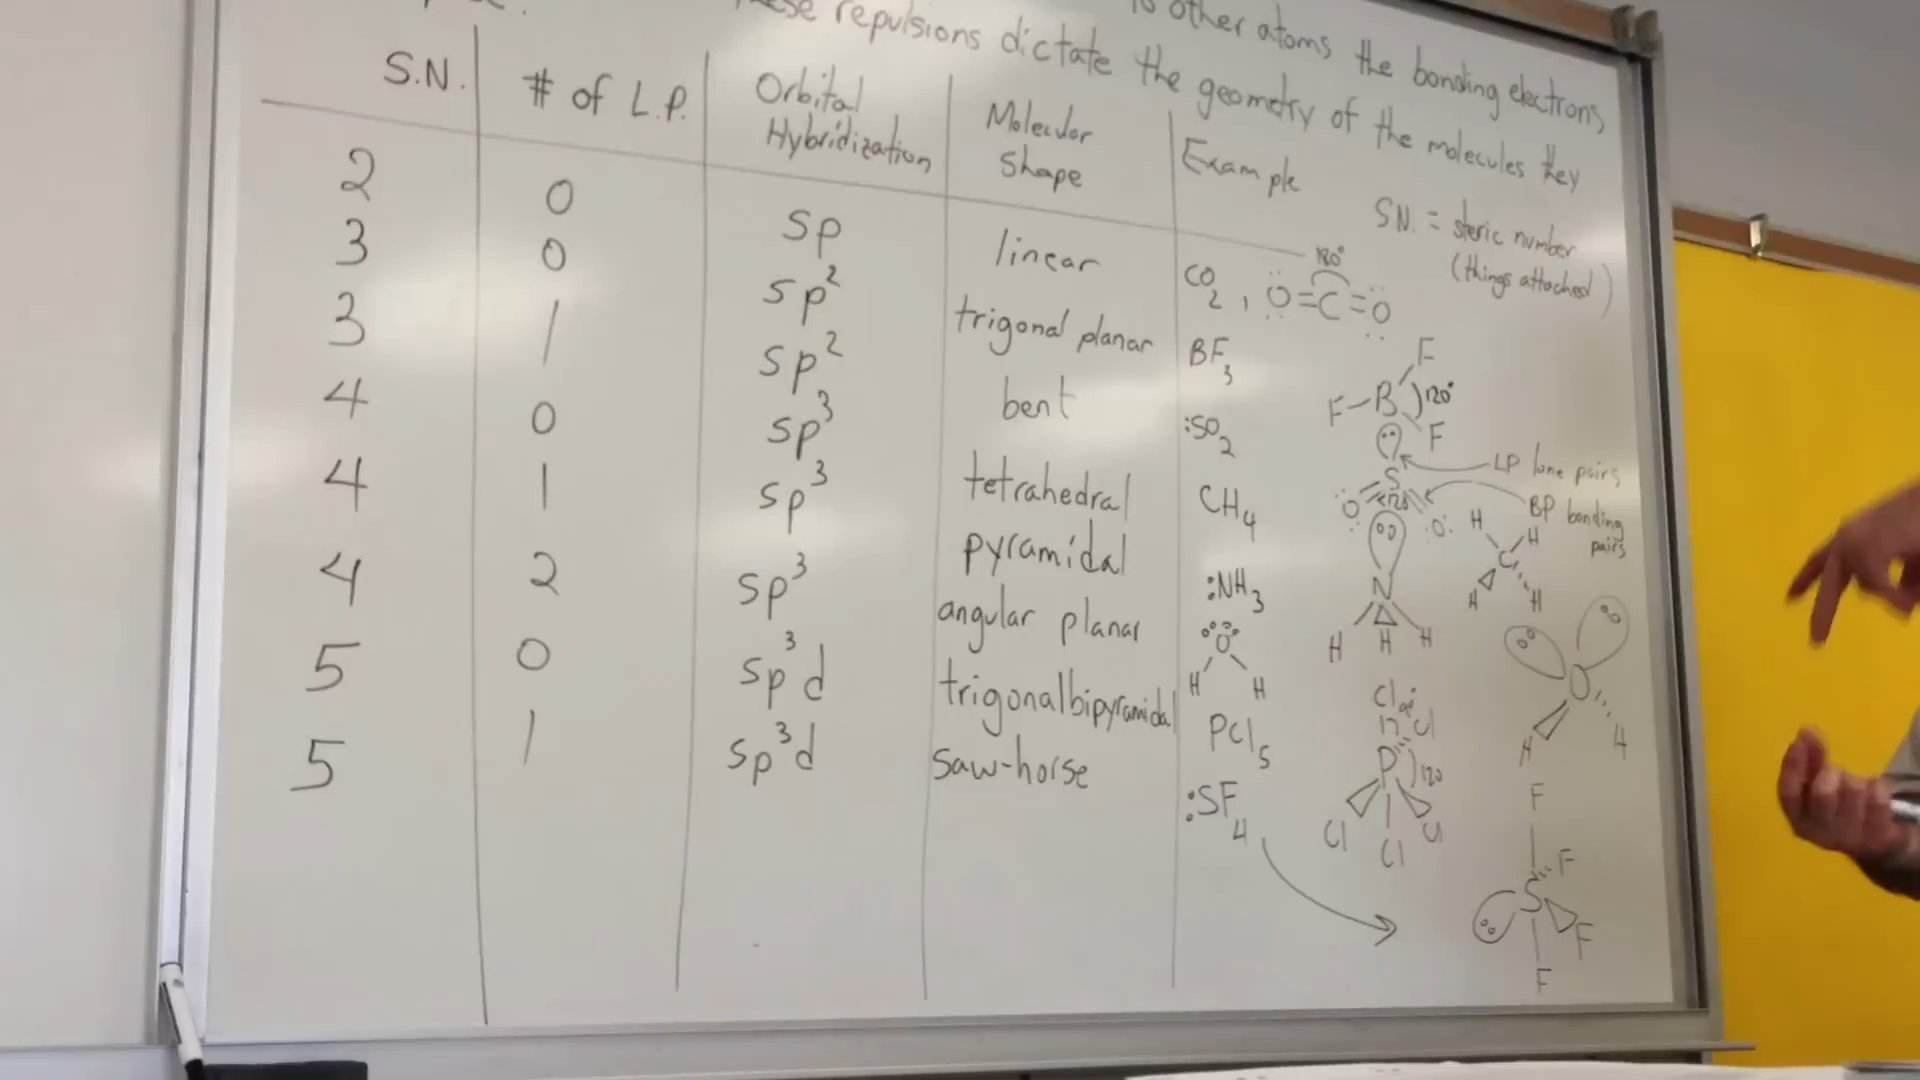 to other atoms the bonding electrons
repulsions dictate the geometry of the molecules they
S.N. # of L.P. Orbital Hybridization Molecular Shape Example
S.N. = steric number
(things attached)
2 0 sp linear CO2, O=C=O 180°
3 0 sp2 trigonal planar BF3
F
F-B )120°
F
3 1 sp2 bent :SO2
LP lone pairs
S
O 120 O
BP bonding pairs
4 0 sp3 tetrahedral CH4
H H
C
H H
4 1 sp3 pyramidal :NH3
N
H H H
4 2 sp3 angular planar
O
H H
O
H H
5 0 sp3d trigonal bipyramidal PCl5
Cl Cl
P )120
Cl Cl Cl
5 1 sp3d saw-horse :SF4
F
F
S
F
F